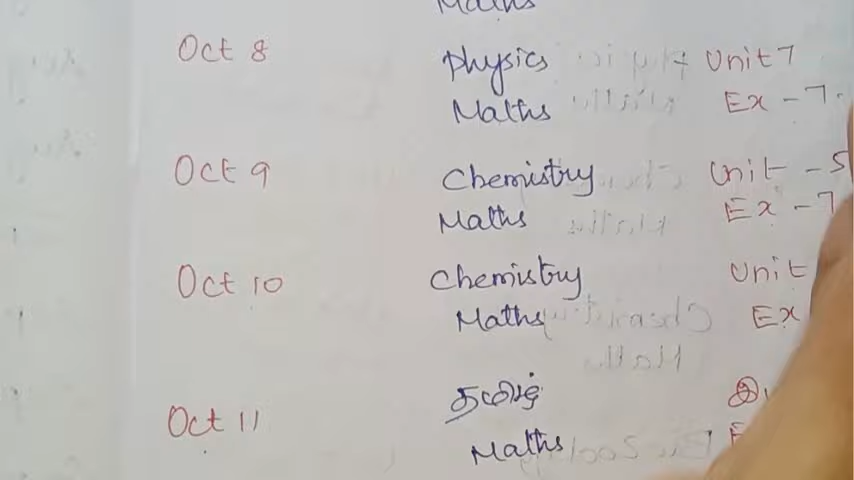 Maths
Oct 8 Physics Unit 7
Maths Ex - 7.
Oct 9 Chemistry Unit - 5
Maths Ex - 7
Oct 10 Chemistry Unit
Maths Ex
Oct 11 தமிழ்
Maths E